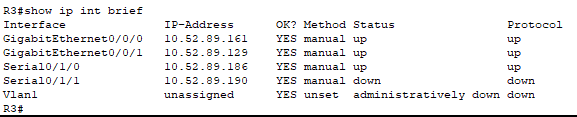 R3#show ip int brief
Interface IP-Address OK? Method Status Protocol
GigabitEthernet0/0/0 10.52.89.161 YES manual up up
GigabitEthernet0/0/1 10.52.89.129 YES manual up up
Serial0/1/0 10.52.89.186 YES manual up up
Serial0/1/1 10.52.89.190 YES manual down down
Vlan1 unassigned YES unset administratively down down
R3#